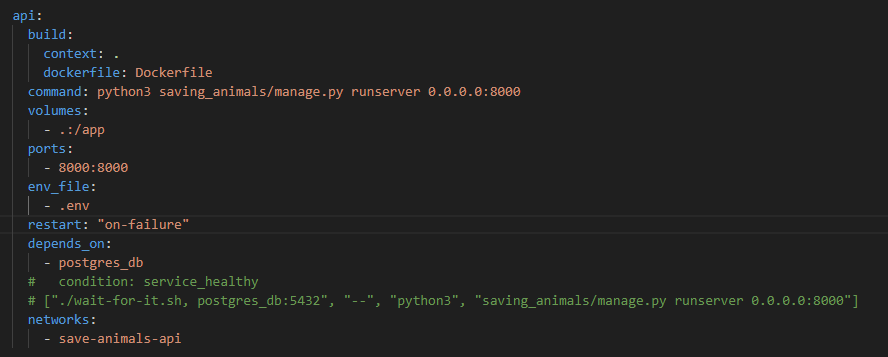 api:
build:
context: .
dockerfile: Dockerfile
command: python3 saving_animals/manage.py runserver 0.0.0.0:8000
volumes:
- .:/app
ports:
- 8000:8000
env_file:
- .env
restart: "on-failure"
depends_on:
- postgres_db
#   condition: service_healthy
# ["./wait-for-it.sh, postgres_db:5432", "--", "python3", "saving_animals/manage.py runserver 0.0.0.0:8000"]
networks:
- save-animals-api